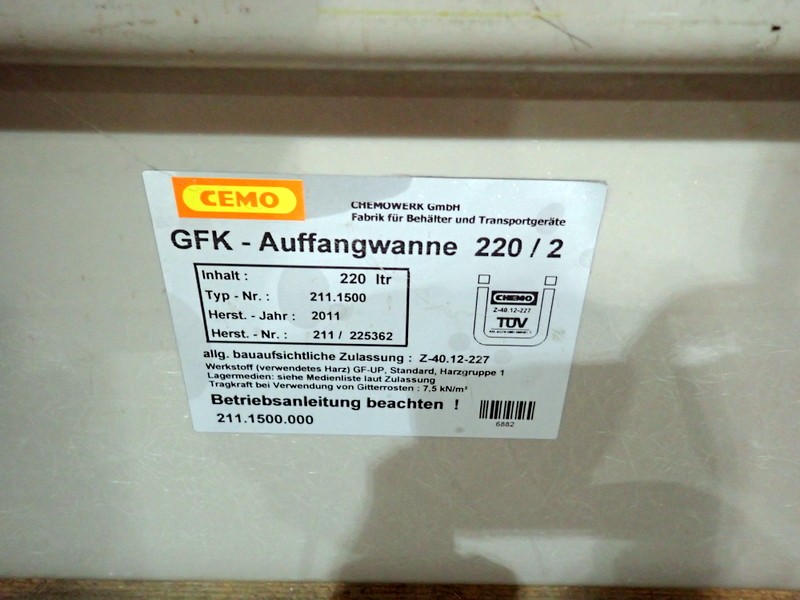 CEMO
CHEMOWERK GmbH
Fabrik für Behälter und Transportgeräte
GFK - Auffangwanne 220 / 2
Inhalt : 220 ltr
Typ - Nr. : 211.1500
Herst. - Jahr : 2011
Herst. - Nr. : 211 / 225362
CHEMO
Z-40.12-227
TÜV
allg. bauaufsichtliche Zulassung : Z-40.12-227
Werkstoff (verwendetes Harz) GF-UP, Standard, Harzgruppe 1
Lagermedien: siehe Medienliste laut Zulassung
Tragkraft bei Verwendung von Gitterrosten : 7,5 kN/m²
Betriebsanleitung beachten !
211.1500.000
6882